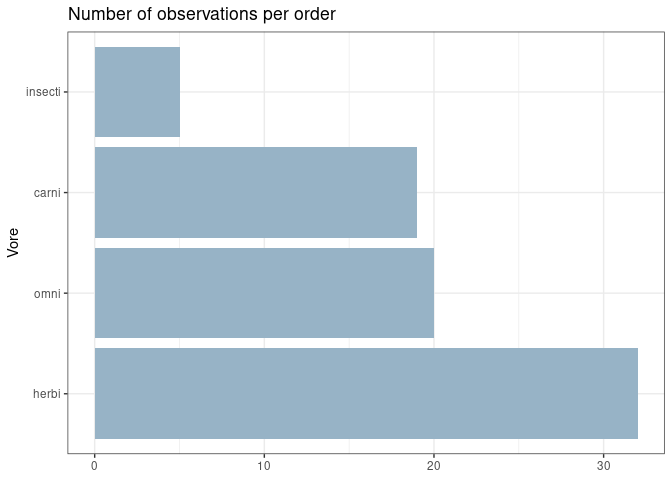 Number of observations per order
insecti
carni
omni
herbi
Vore
0 10 20 30